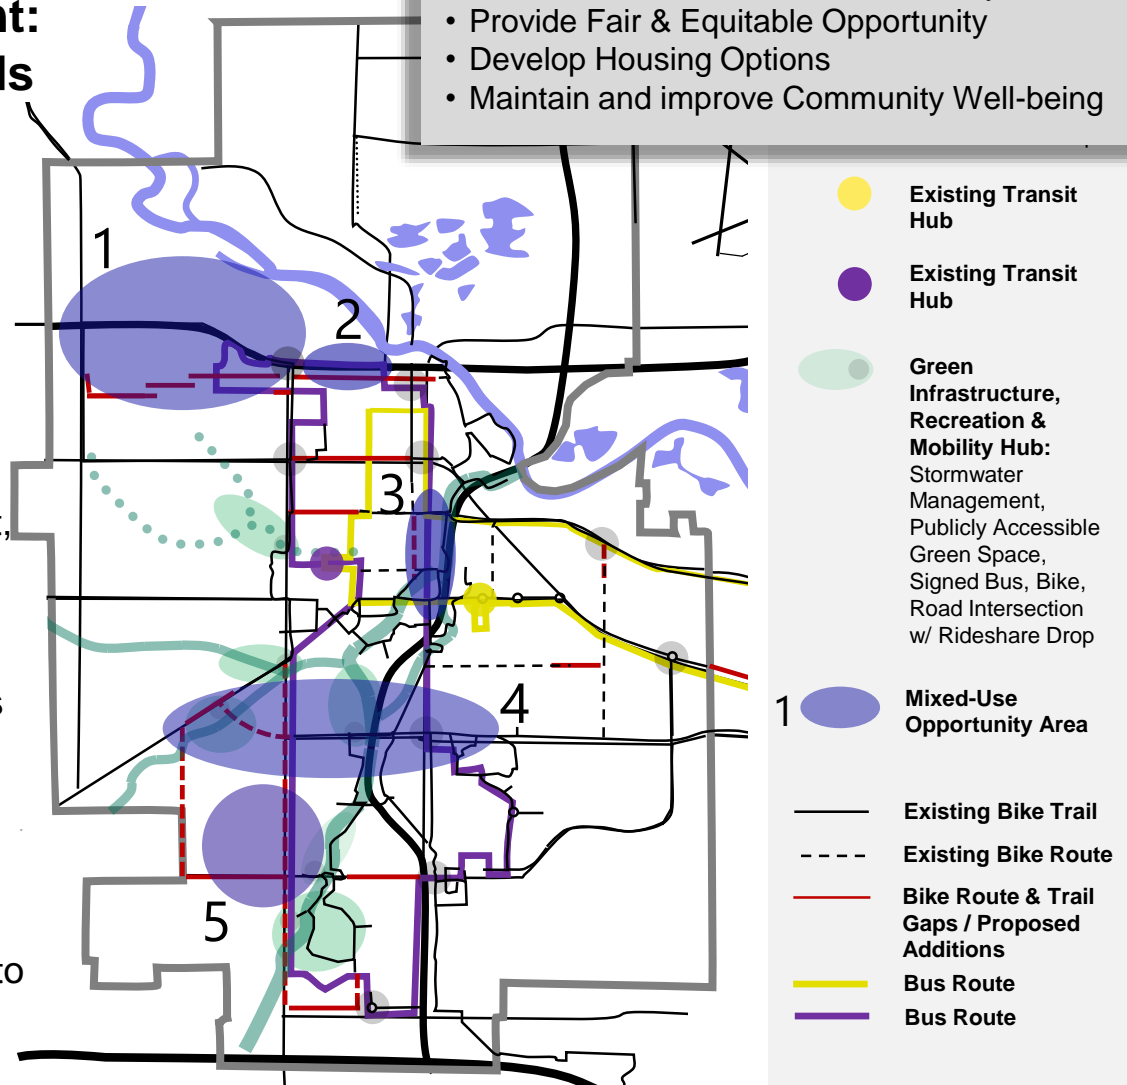 • Provide Fair & Equitable Opportunity
• Develop Housing Options
• Maintain and improve Community Well-being
1
2
3
4
5
to
Existing Transit
Hub
Existing Transit
Hub
Green
Infrastructure,
Recreation &
Mobility Hub:
Stormwater
Management,
Publicly Accessible
Green Space,
Signed Bus, Bike,
Road Intersection
w/ Rideshare Drop
1
Mixed-Use
Opportunity Area
Existing Bike Trail
Existing Bike Route
Bike Route & Trail
Gaps / Proposed
Additions
Bus Route
Bus Route